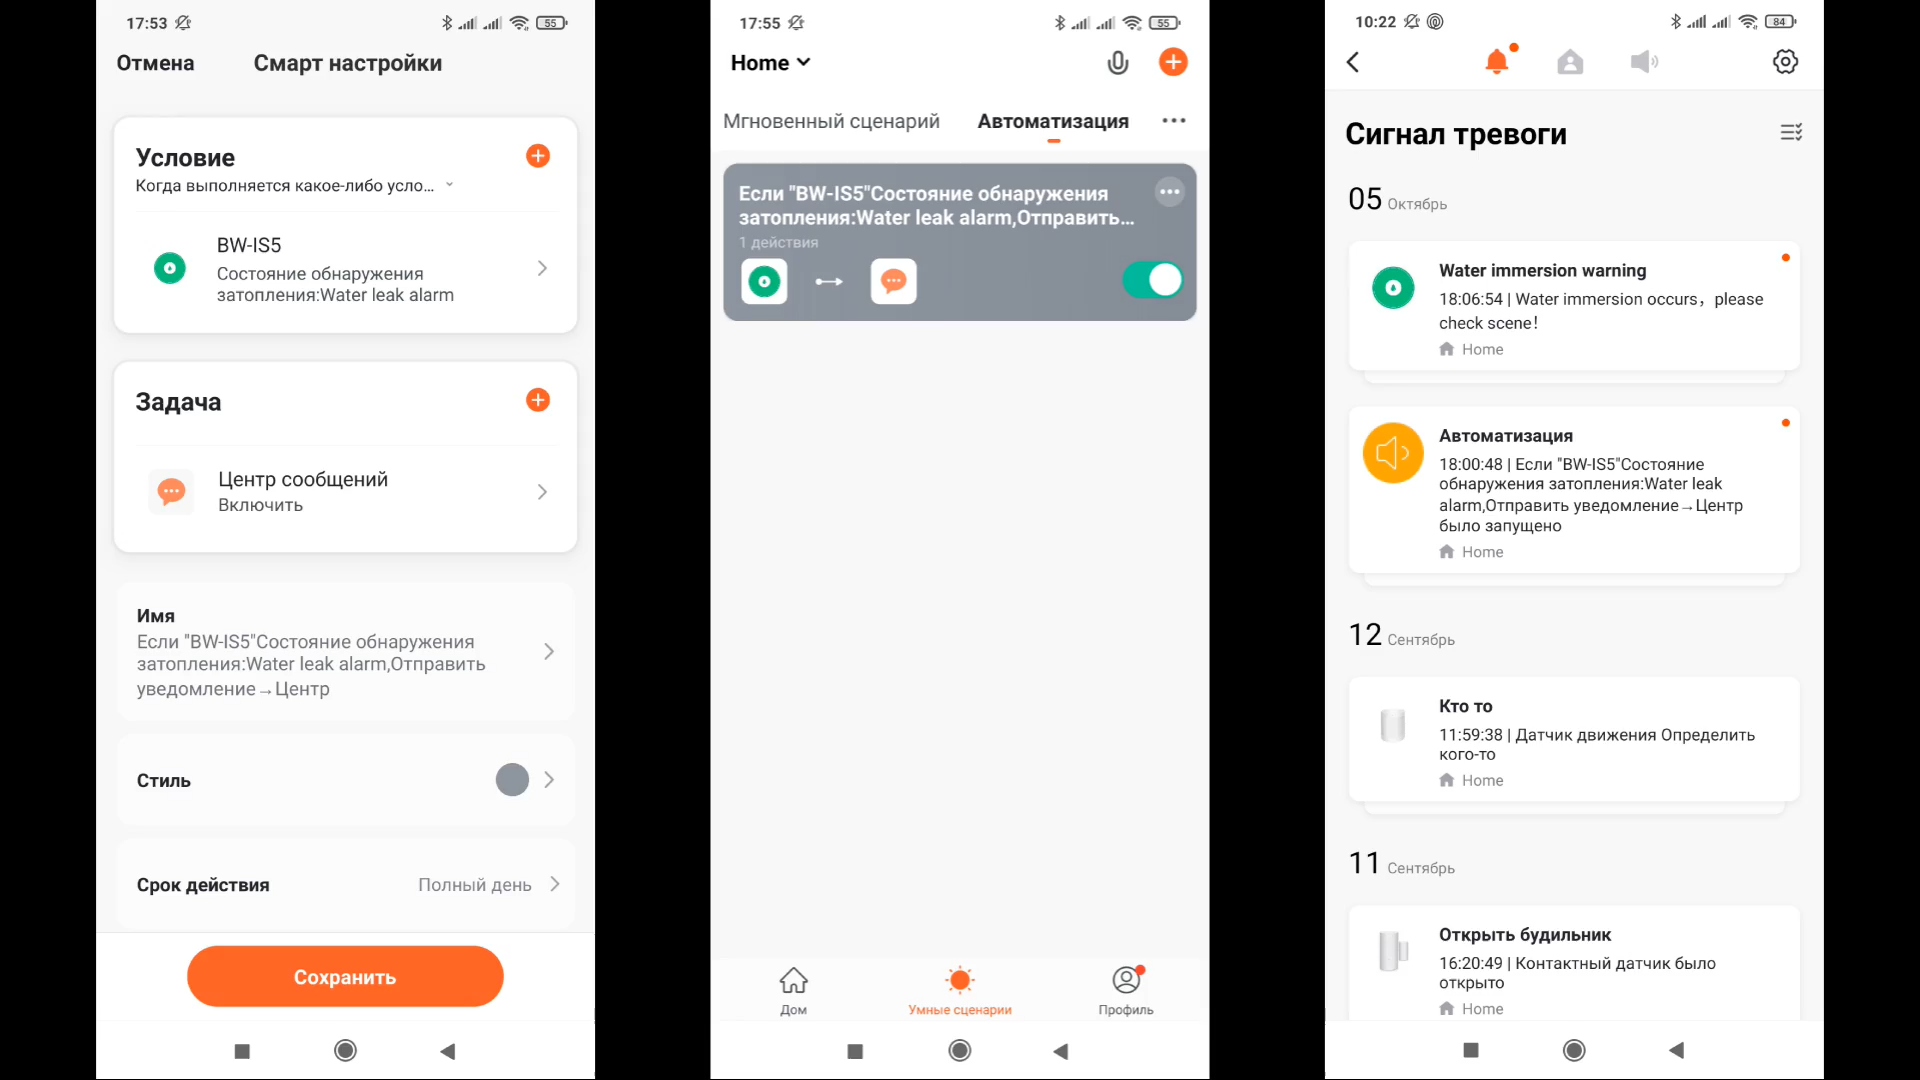 17:53
55
Отмена
Смарт настройки
Условие
Когда выполняется какое-либо усло...
BW-IS5
Состояние обнаружения
затопления:Water leak alarm
Задача
Центр сообщений
Включить
Имя
Если "BW-IS5"Состояние обнаружения
затопления:Water leak alarm,Отправить
уведомление→Центр
Стиль
Срок действия
Полный день
Сохранить
17:55
55
Home
Мгновенный сценарий
Автоматизация
Если "BW-IS5"Состояние обнаружения
затопления:Water leak alarm,Отправить...
1 действия
Дом
Умные сценарии
Профиль
10:22
84
Сигнал тревоги
05 Октябрь
Water immersion warning
18:06:54 | Water immersion occurs，please
check scene!
Home
Автоматизация
18:00:48 | Если "BW-IS5"Состояние
обнаружения затопления:Water leak
alarm,Отправить уведомление→Центр
было запущено
Home
12 Сентябрь
Кто то
11:59:38 | Датчик движения Определить
кого-то
Home
11 Сентябрь
Открыть будильник
16:20:49 | Контактный датчик было
открыто
Home